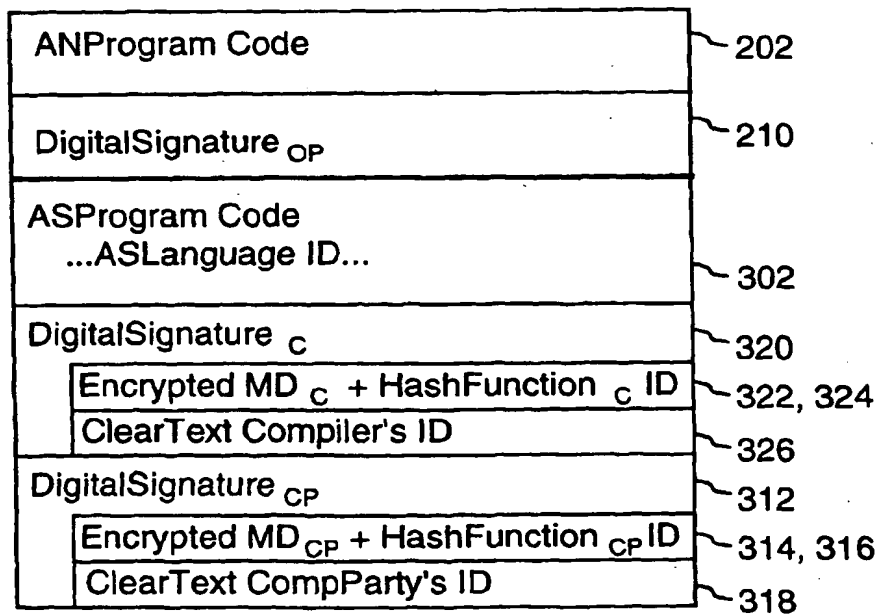 ANProgram Code 202
DigitalSignature OP 210
ASProgram Code
...ASLanguage ID... 302
DigitalSignature C 320
Encrypted MD C + HashFunction C ID 322, 324
ClearText Compiler's ID 326
DigitalSignature CP 312
Encrypted MD CP + HashFunction CP ID 314, 316
ClearText CompParty's ID 318